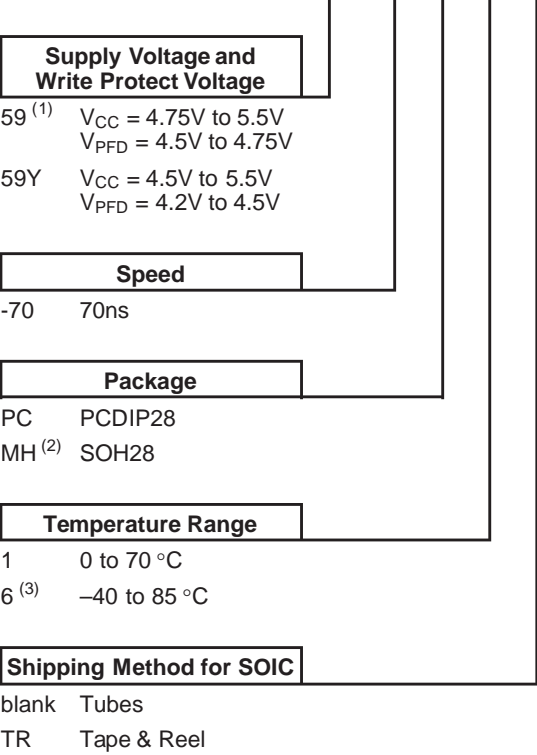 Supply Voltage and
Write Protect Voltage
59 (1) VCC = 4.75V to 5.5V
VPFD = 4.5V to 4.75V
59Y VCC = 4.5V to 5.5V
VPFD = 4.2V to 4.5V
Speed
-70 70ns
Package
PC PCDIP28
MH (2) SOH28
Temperature Range
1 0 to 70 °C
6 (3) –40 to 85 °C
Shipping Method for SOIC
blank Tubes
TR Tape & Reel